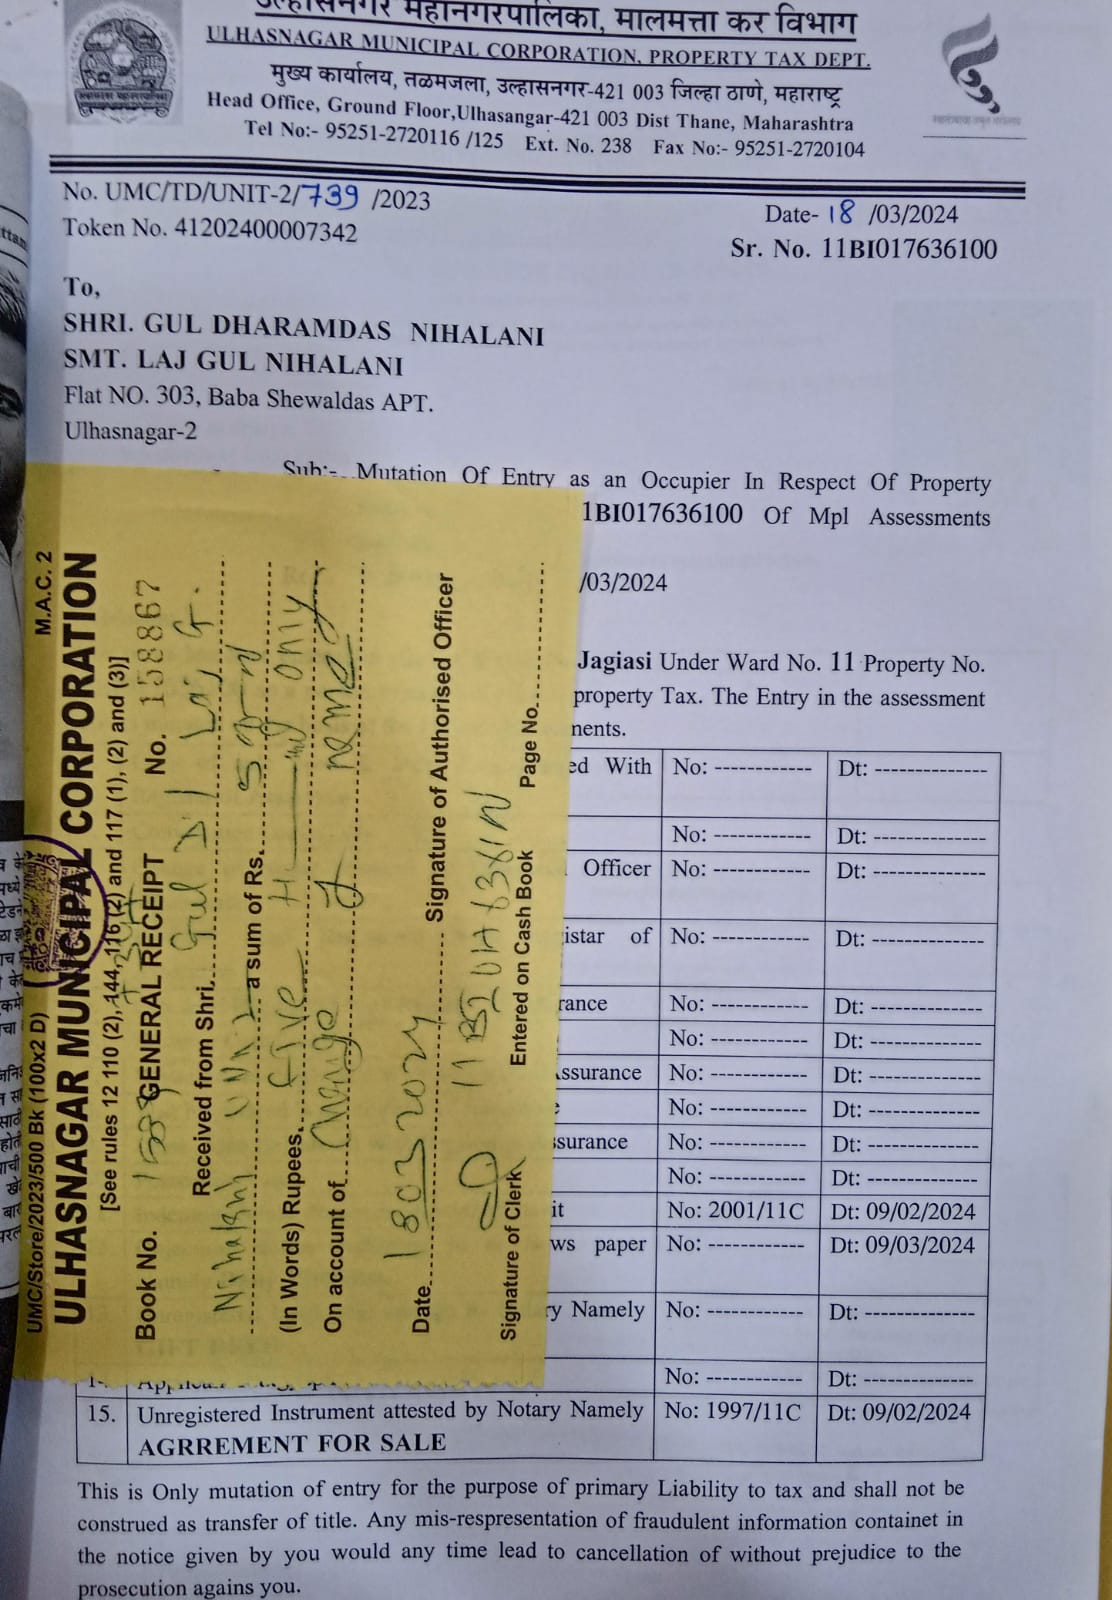 उल्हासनगर महानगरपालिका, मालमत्ता कर विभाग
ULHASNAGAR MUNICIPAL CORPORATION, PROPERTY TAX DEPT.
मुख्य कार्यालय, तळमजला, उल्हासनगर-421 003 जिल्हा ठाणे, महाराष्ट्र
Head Office, Ground Floor,Ulhasangar-421 003 Dist Thane, Maharashtra
Tel No:- 95251-2720116 /125 Ext. No. 238 Fax No:- 95251-2720104
No. UMC/TD/UNIT-2/739 /2023
Date- 18 /03/2024
Token No. 41202400007342
Sr. No. 11BI017636100
To,
SHRI. GUL DHARAMDAS NIHALANI
SMT. LAJ GUL NIHALANI
Flat NO. 303, Baba Shewaldas APT.
Ulhasnagar-2
Sub:- Mutation Of Entry as an Occupier In Respect Of Property
1BI017636100 Of Mpl Assessments
/03/2024
Jagiasi Under Ward No. 11 Property No.
property Tax. The Entry in the assessment
nents.
ed With No: ------------ Dt: --------------
No: ------------ Dt: --------------
Officer No: ------------ Dt: --------------
istar of No: ------------ Dt: --------------
rance No: ------------ Dt: --------------
No: ------------ Dt: --------------
ssurance No: ------------ Dt: --------------
No: ------------ Dt: --------------
ssurance No: ------------ Dt: --------------
No: ------------ Dt: --------------
it No: 2001/11C Dt: 09/02/2024
ws paper No: ------------ Dt: 09/03/2024
ry Namely No: ------------ Dt: --------------
No: ------------ Dt: --------------
15. Unregistered Instrument attested by Notary Namely No: 1997/11C Dt: 09/02/2024
AGRREMENT FOR SALE
This is Only mutation of entry for the purpose of primary Liability to tax and shall not be
construed as transfer of title. Any mis-respresentation of fraudulent information containet in
the notice given by you would any time lead to cancellation of without prejudice to the
prosecution agains you.
UMC/Store/2023/500 Bk (100x2 D) M.A.C. 2
ULHASNAGAR MUNICIPAL CORPORATION
[See rules 12 110 (2), 144, 116 (2) and 117 (1), (2) and (3)]
Book No. 1589 GENERAL RECEIPT No. 158867
Received from Shri. Gul D / Laj G.
Nihalani a sum of Rs. 500
(In Words) Rupees Five H only
On account of Change of name
Date 18032024 Signature of Authorised Officer
Signature of Clerk Entered on Cash Book Page No.